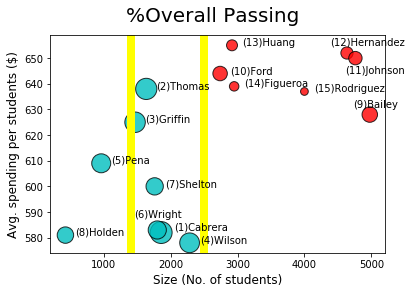 %Overall Passing
Avg. spending per students ($)
650
640
630
620
610
600
590
580
(13)Huang
(12)Hernandez
(11)Johnson
(10)Ford
(14)Figueroa
(15)Rodriguez
(9)Bailey
(2)Thomas
(3)Griffin
(5)Pena
(7)Shelton
(6)Wright
(1)Cabrera
(8)Holden
(4)Wilson
1000 2000 3000 4000 5000
Size (No. of students)